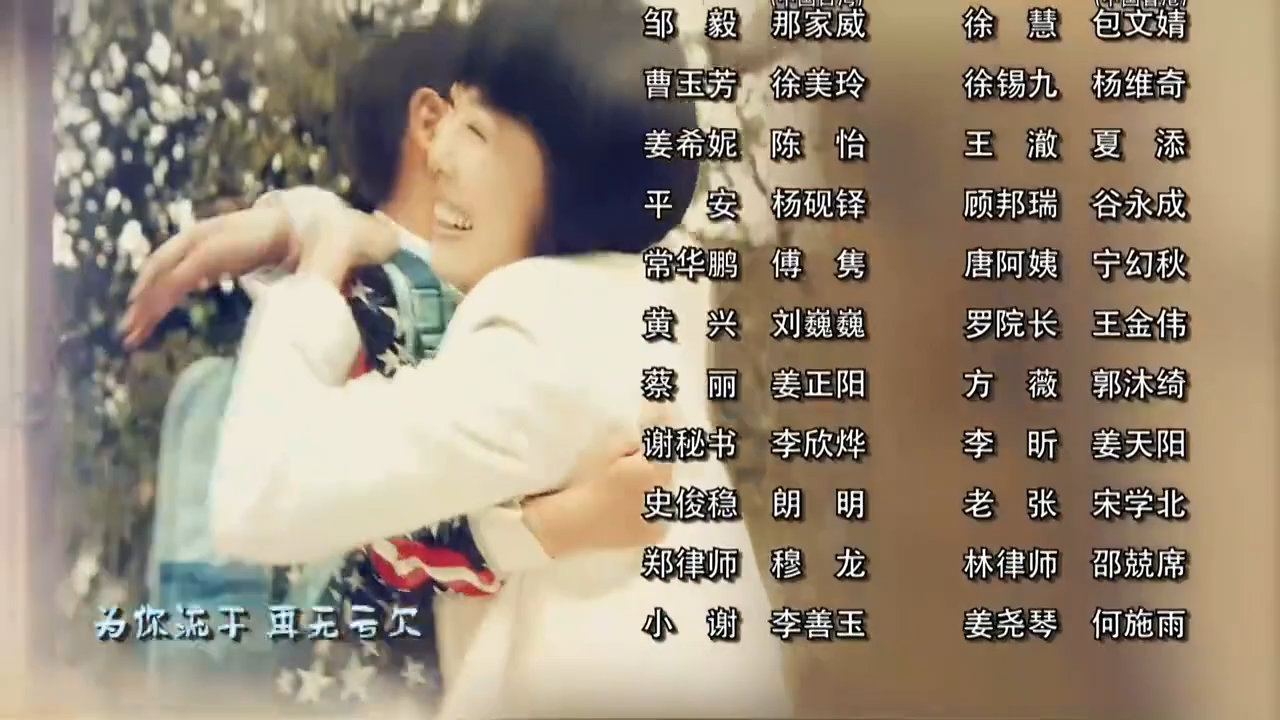 邹 毅 那家威 徐 慧 包文婧
曹玉芳 徐美玲 徐锡九 杨维奇
姜希妮 陈 怡 王 澈 夏 添
平 安 杨砚铎 顾邦瑞 谷永成
常华鹏 傅 隽 唐阿姨 宁幻秋
黄 兴 刘巍巍 罗院长 王金伟
蔡 丽 姜正阳 方 薇 郭沐绮
谢秘书 李欣烨 李 昕 姜天阳
史俊稳 朗 明 老 张 宋学北
郑律师 穆 龙 林律师 邵兢席
小 谢 李善玉 姜尧琴 何施雨
为你流干 再无亏欠